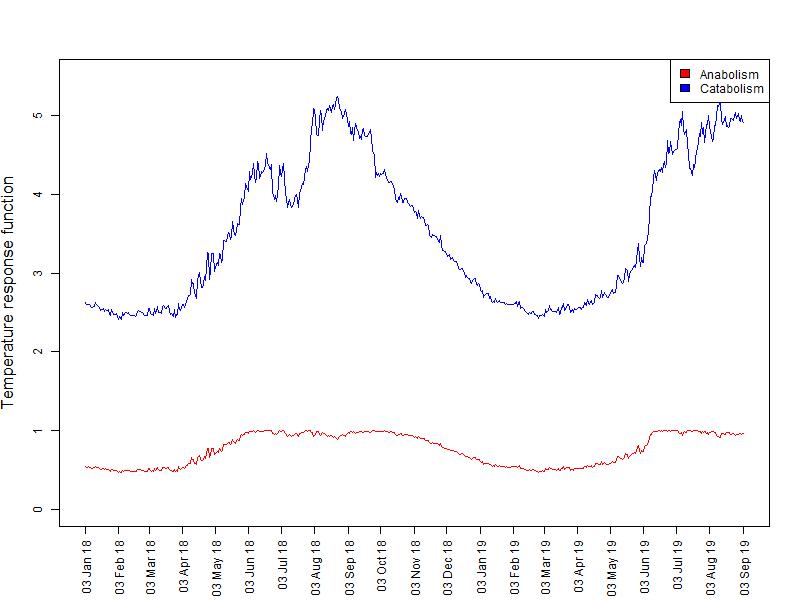 Anabolism
Catabolism
Temperature response function
0
1
2
3
4
5
03 Jan 18
03 Feb 18
03 Mar 18
03 Apr 18
03 May 18
03 Jun 18
03 Jul 18
03 Aug 18
03 Sep 18
03 Oct 18
03 Nov 18
03 Dec 18
03 Jan 19
03 Feb 19
03 Mar 19
03 Apr 19
03 May 19
03 Jun 19
03 Jul 19
03 Aug 19
03 Sep 19